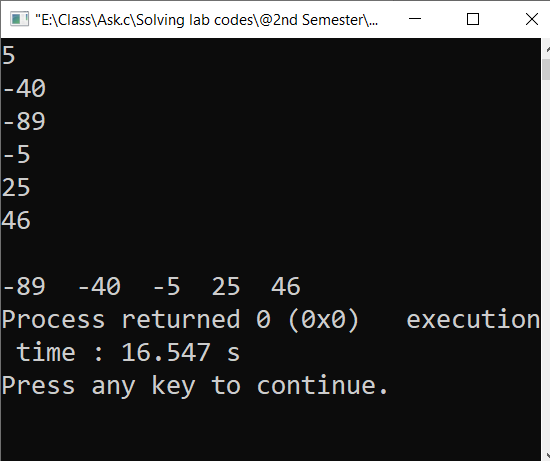 "E:\Class\Ask.c\Solving lab codes\@2nd Semester\...
5
-40
-89
-5
25
46
-89  -40  -5  25  46
Process returned 0 (0x0)   execution
 time : 16.547 s
Press any key to continue.